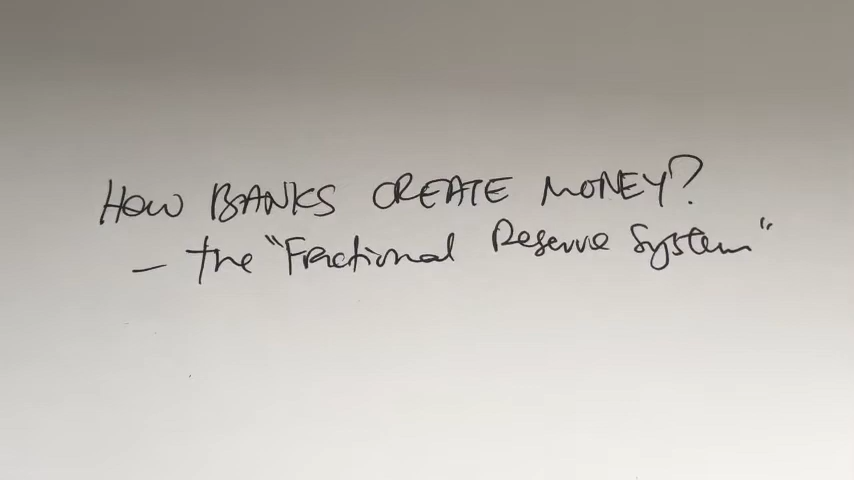 How BANKS CREATE MONEY?
– the "Fractional Reserve System"